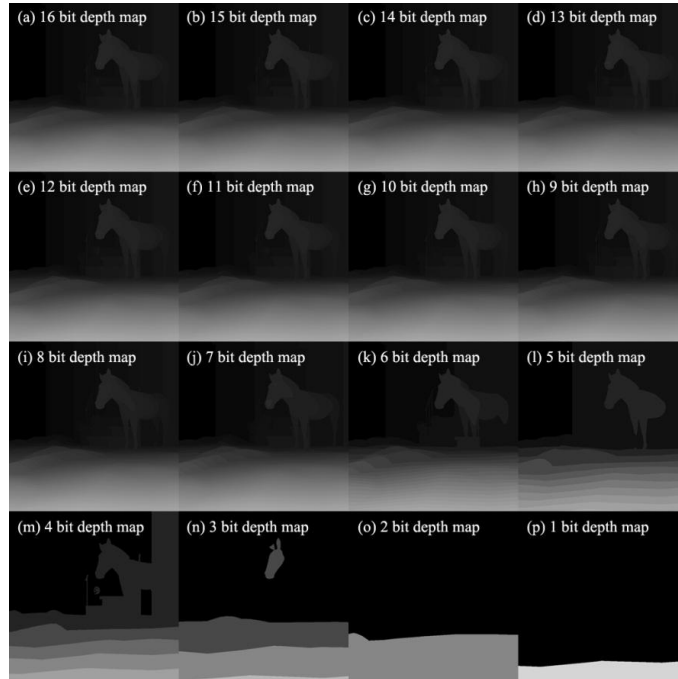 (a) 16 bit depth map
(b) 15 bit depth map
(c) 14 bit depth map
(d) 13 bit depth map
(e) 12 bit depth map
(f) 11 bit depth map
(g) 10 bit depth map
(h) 9 bit depth map
(i) 8 bit depth map
(j) 7 bit depth map
(k) 6 bit depth map
(l) 5 bit depth map
(m) 4 bit depth map
(n) 3 bit depth map
(o) 2 bit depth map
(p) 1 bit depth map